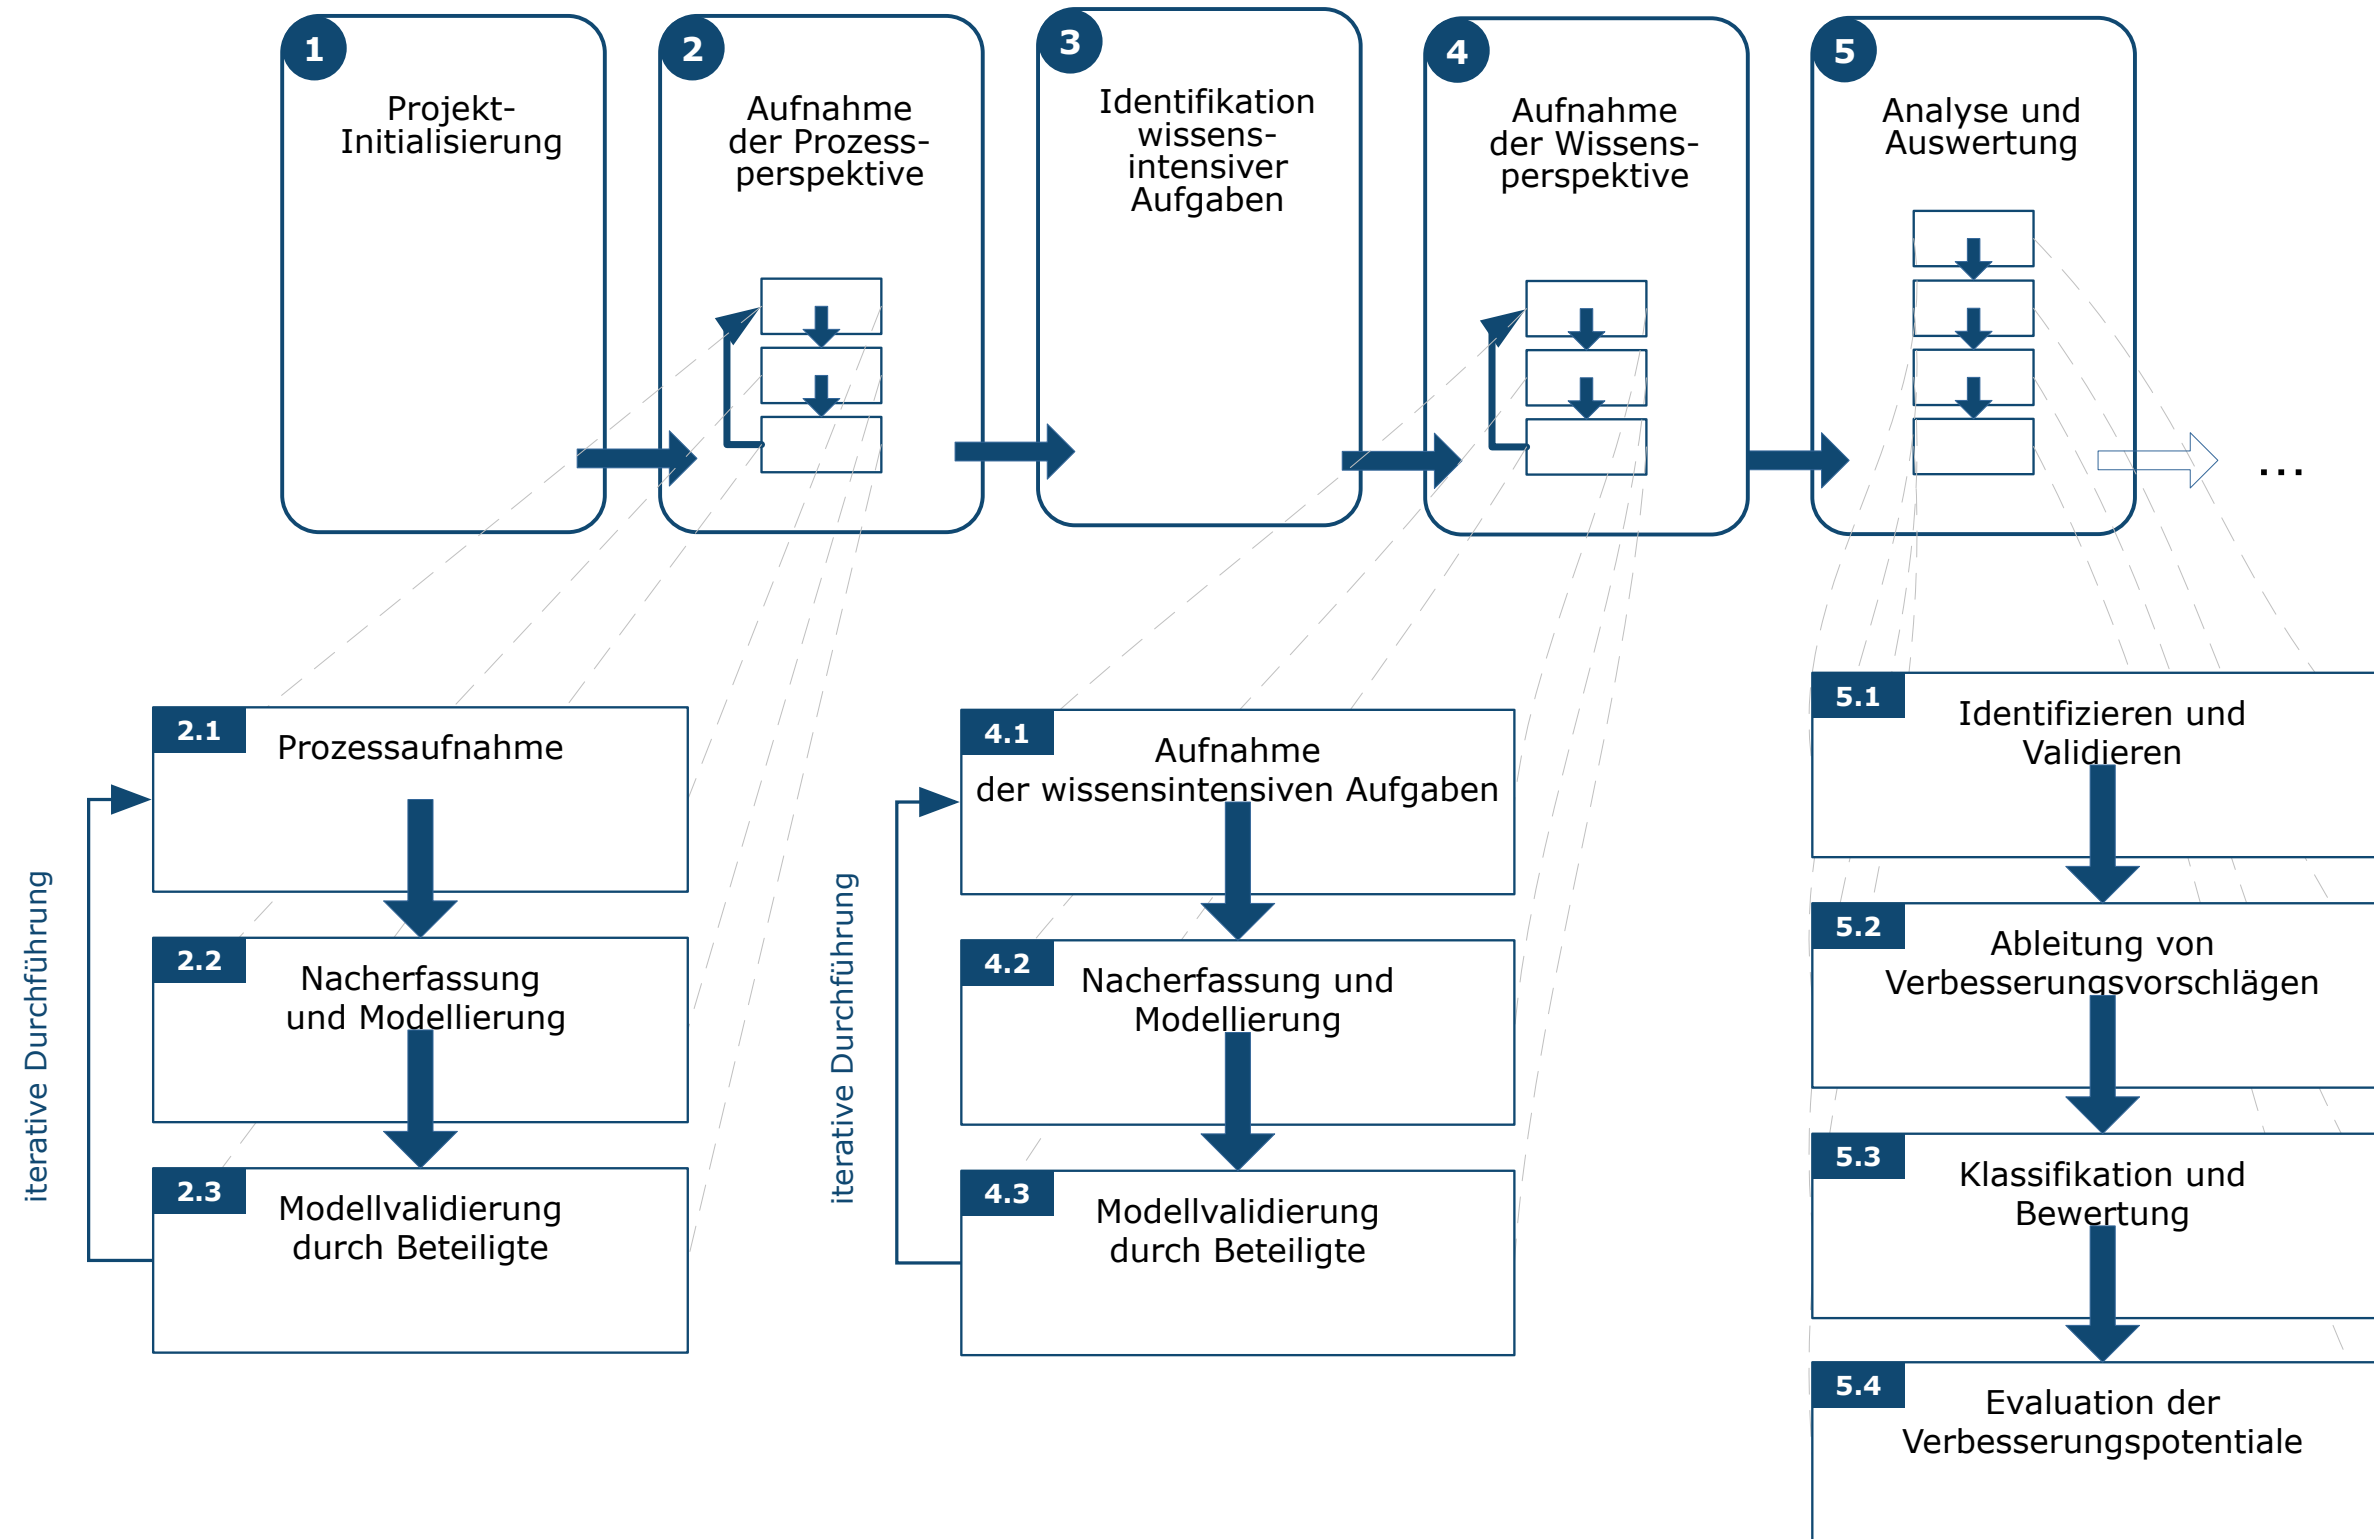 1
Projekt-
Initialisierung
2
Aufnahme
der Prozess-
perspektive
3
Identifikation
wissens-
intensiver
Aufgaben
4
Aufnahme
der Wissens-
perspektive
5
Analyse und
Auswertung
...
iterative Durchführung
2.1
Prozessaufnahme
2.2
Nacherfassung
und Modellierung
2.3
Modellvalidierung
durch Beteiligte
iterative Durchführung
4.1
Aufnahme
der wissensintensiven Aufgaben
4.2
Nacherfassung und
Modellierung
4.3
Modellvalidierung
durch Beteiligte
5.1
Identifizieren und
Validieren
5.2
Ableitung von
Verbesserungsvorschlägen
5.3
Klassifikation und
Bewertung
5.4
Evaluation der
Verbesserungspotentiale